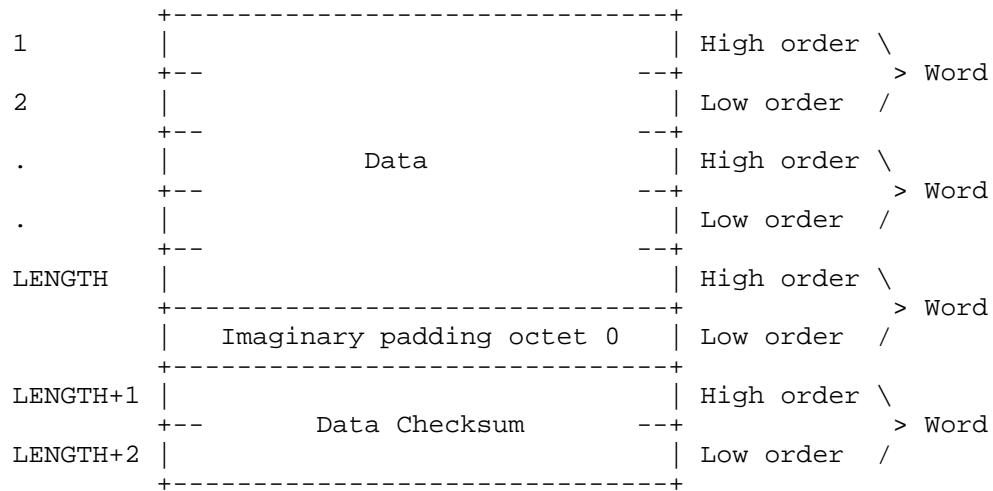 +--------------------------------+
1        |                                | High order \
         +--                            --+             > Word
2        |                                | Low order  /
         +--                            --+
.        |            Data                | High order \
         +--                            --+             > Word
.        |                                | Low order  /
         +--                            --+
LENGTH   |                                | High order \
         +--------------------------------+             > Word
         |   Imaginary padding octet 0    | Low order  /
         +--------------------------------+
LENGTH+1 |                                | High order \
         +--       Data Checksum        --+             > Word
LENGTH+2 |                                | Low order  /
         +--------------------------------+